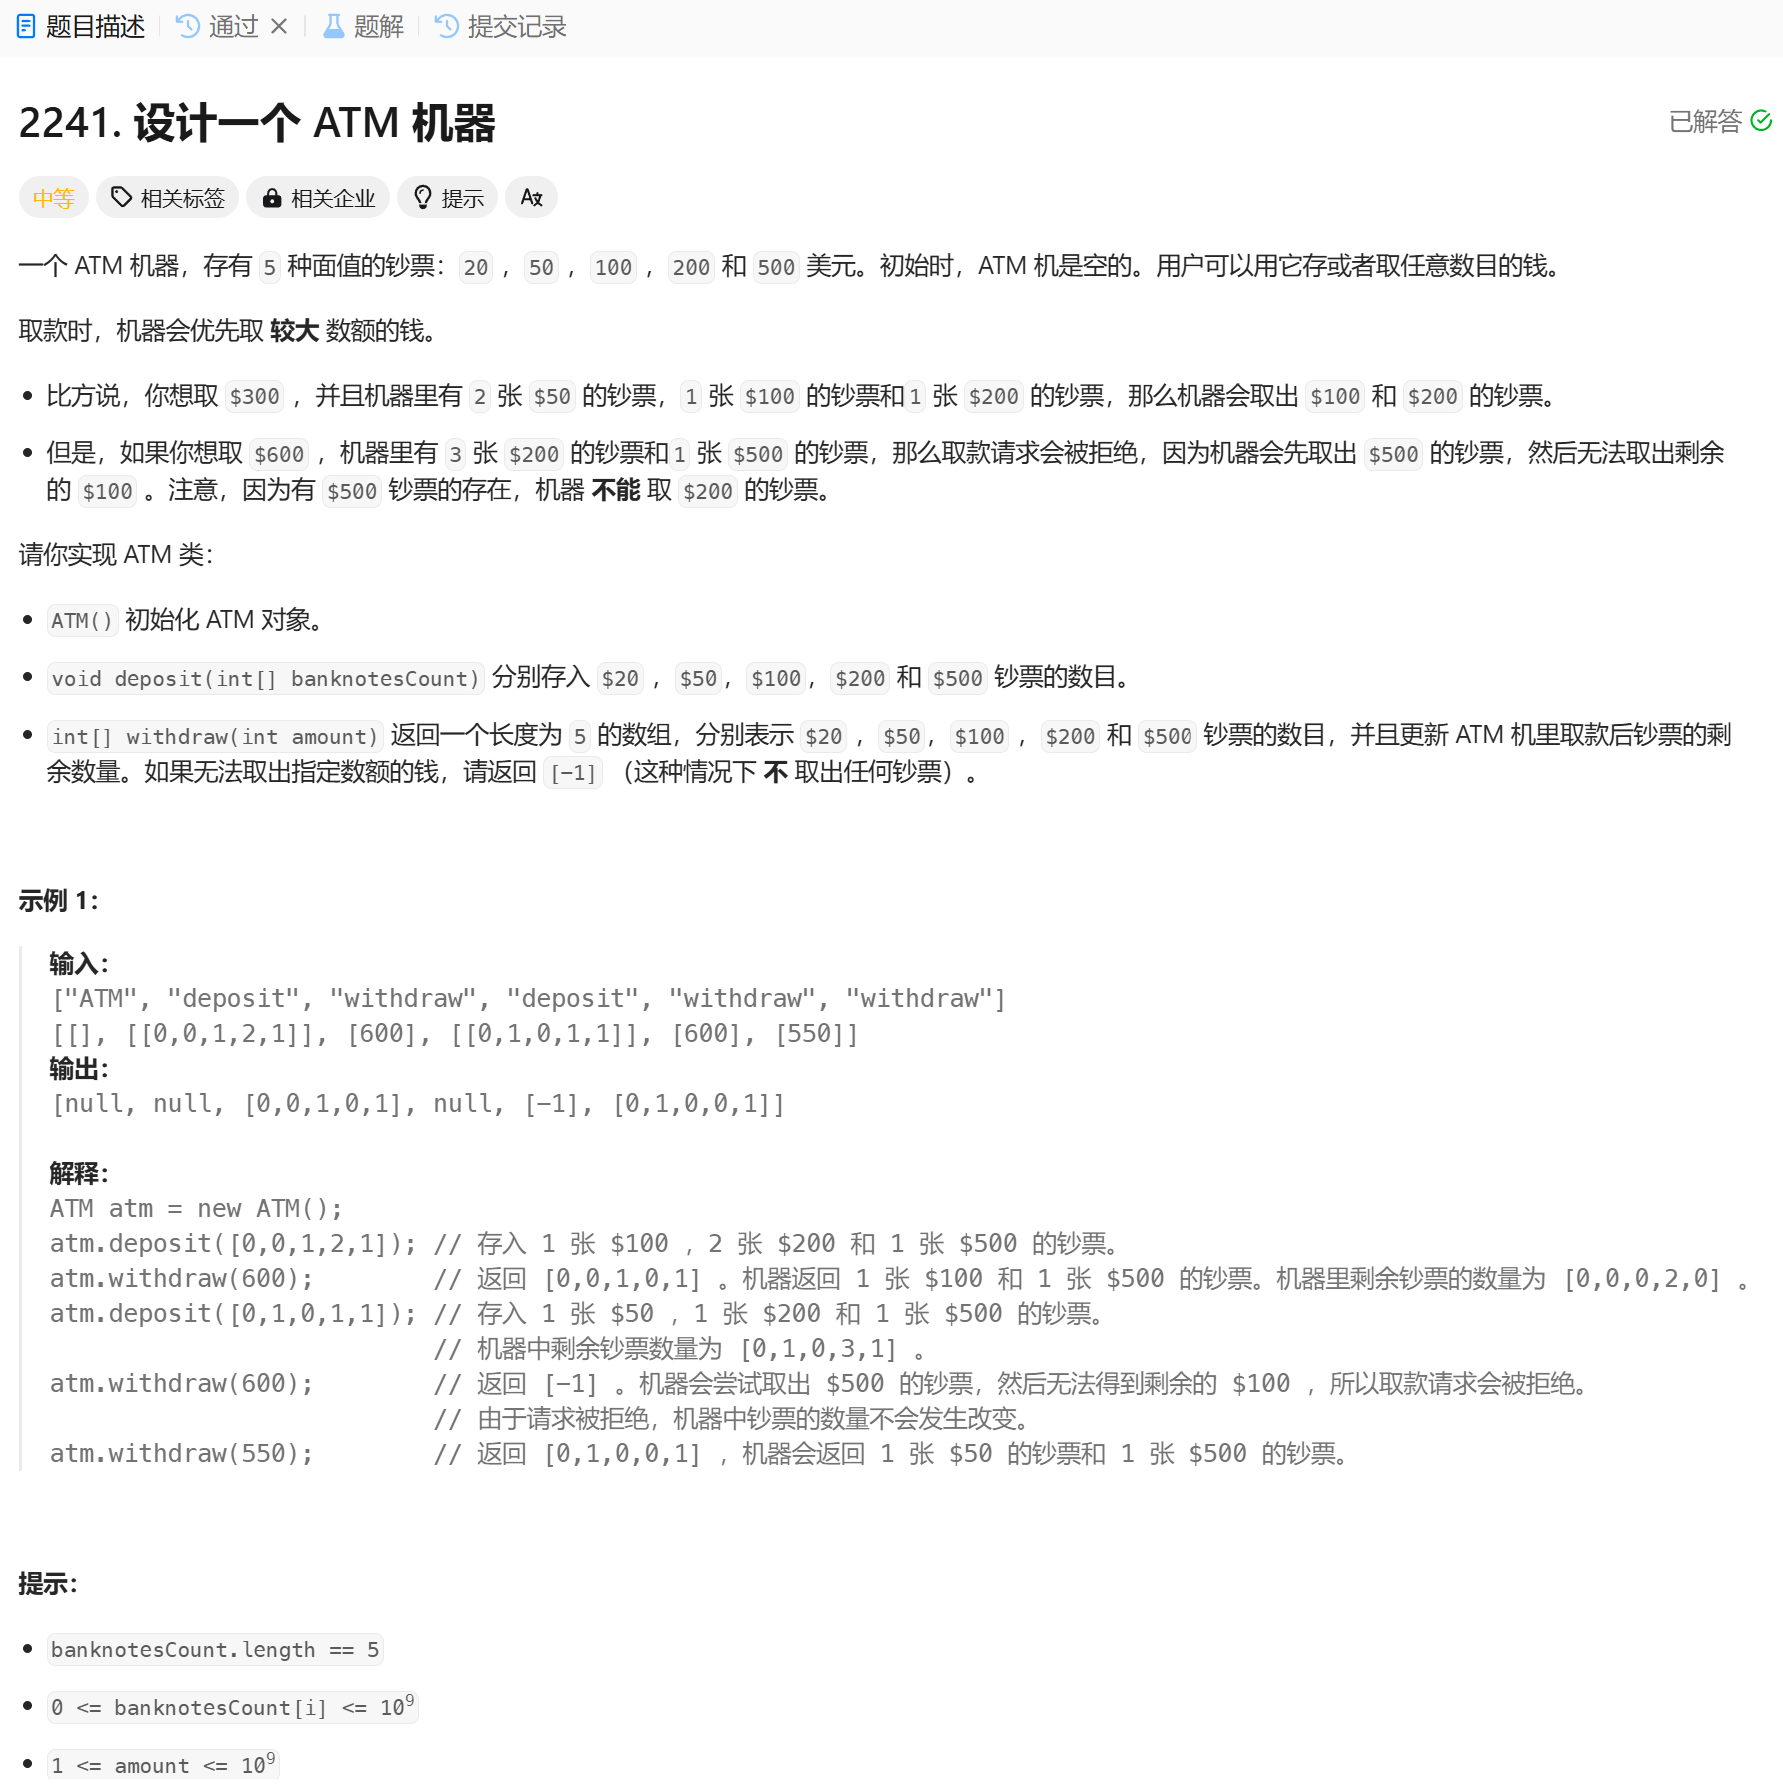 题目描述 通过 题解 提交记录
2241. 设计一个 ATM 机器
已解答
中等 相关标签 相关企业 提示
一个 ATM 机器，存有 5 种面值的钞票：20 ，50 ，100 ，200 和 500 美元。初始时，ATM 机是空的。用户可以用它存或者取任意数目的钱。
取款时，机器会优先取 较大 数额的钱。
• 比方说，你想取 $300 ，并且机器里有 2 张 $50 的钞票，1 张 $100 的钞票和1 张 $200 的钞票，那么机器会取出 $100 和 $200 的钞票。
• 但是，如果你想取 $600 ，机器里有 3 张 $200 的钞票和1 张 $500 的钞票，那么取款请求会被拒绝，因为机器会先取出 $500 的钞票，然后无法取出剩余
的 $100 。注意，因为有 $500 钞票的存在，机器 不能 取 $200 的钞票。
请你实现 ATM 类：
• ATM() 初始化 ATM 对象。
• void deposit(int[] banknotesCount) 分别存入 $20 ，$50，$100，$200 和 $500 钞票的数目。
• int[] withdraw(int amount) 返回一个长度为 5 的数组，分别表示 $20 ，$50，$100 ，$200 和 $500 钞票的数目，并且更新 ATM 机里取款后钞票的剩
余数量。如果无法取出指定数额的钱，请返回 [-1] （这种情况下 不 取出任何钞票）。
示例 1：
输入：
["ATM", "deposit", "withdraw", "deposit", "withdraw", "withdraw"]
[[], [[0,0,1,2,1]], [600], [[0,1,0,1,1]], [600], [550]]
输出：
[null, null, [0,0,1,0,1], null, [-1], [0,1,0,0,1]]
解释：
ATM atm = new ATM();
atm.deposit([0,0,1,2,1]); // 存入 1 张 $100 ，2 张 $200 和 1 张 $500 的钞票。
atm.withdraw(600);        // 返回 [0,0,1,0,1] 。机器返回 1 张 $100 和 1 张 $500 的钞票。机器里剩余钞票的数量为 [0,0,0,2,0] 。
atm.deposit([0,1,0,1,1]); // 存入 1 张 $50 ，1 张 $200 和 1 张 $500 的钞票。
// 机器中剩余钞票数量为 [0,1,0,3,1] 。
atm.withdraw(600);        // 返回 [-1] 。机器会尝试取出 $500 的钞票，然后无法得到剩余的 $100 ，所以取款请求会被拒绝。
// 由于请求被拒绝，机器中钞票的数量不会发生改变。
atm.withdraw(550);        // 返回 [0,1,0,0,1] ，机器会返回 1 张 $50 的钞票和 1 张 $500 的钞票。
提示：
• banknotesCount.length == 5
• 0 <= banknotesCount[i] <= 10⁹
• 1 <= amount <= 10⁹